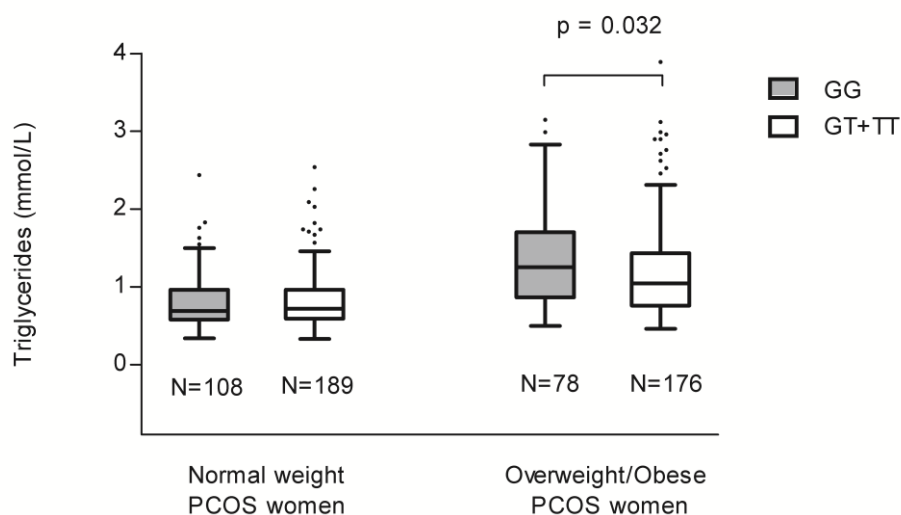 p = 0.032
GG
GT+TT
Triglycerides (mmol/L)
4
3
2
1
0
N=108
N=189
N=78
N=176
Normal weight
PCOS women
Overweight/Obese
PCOS women